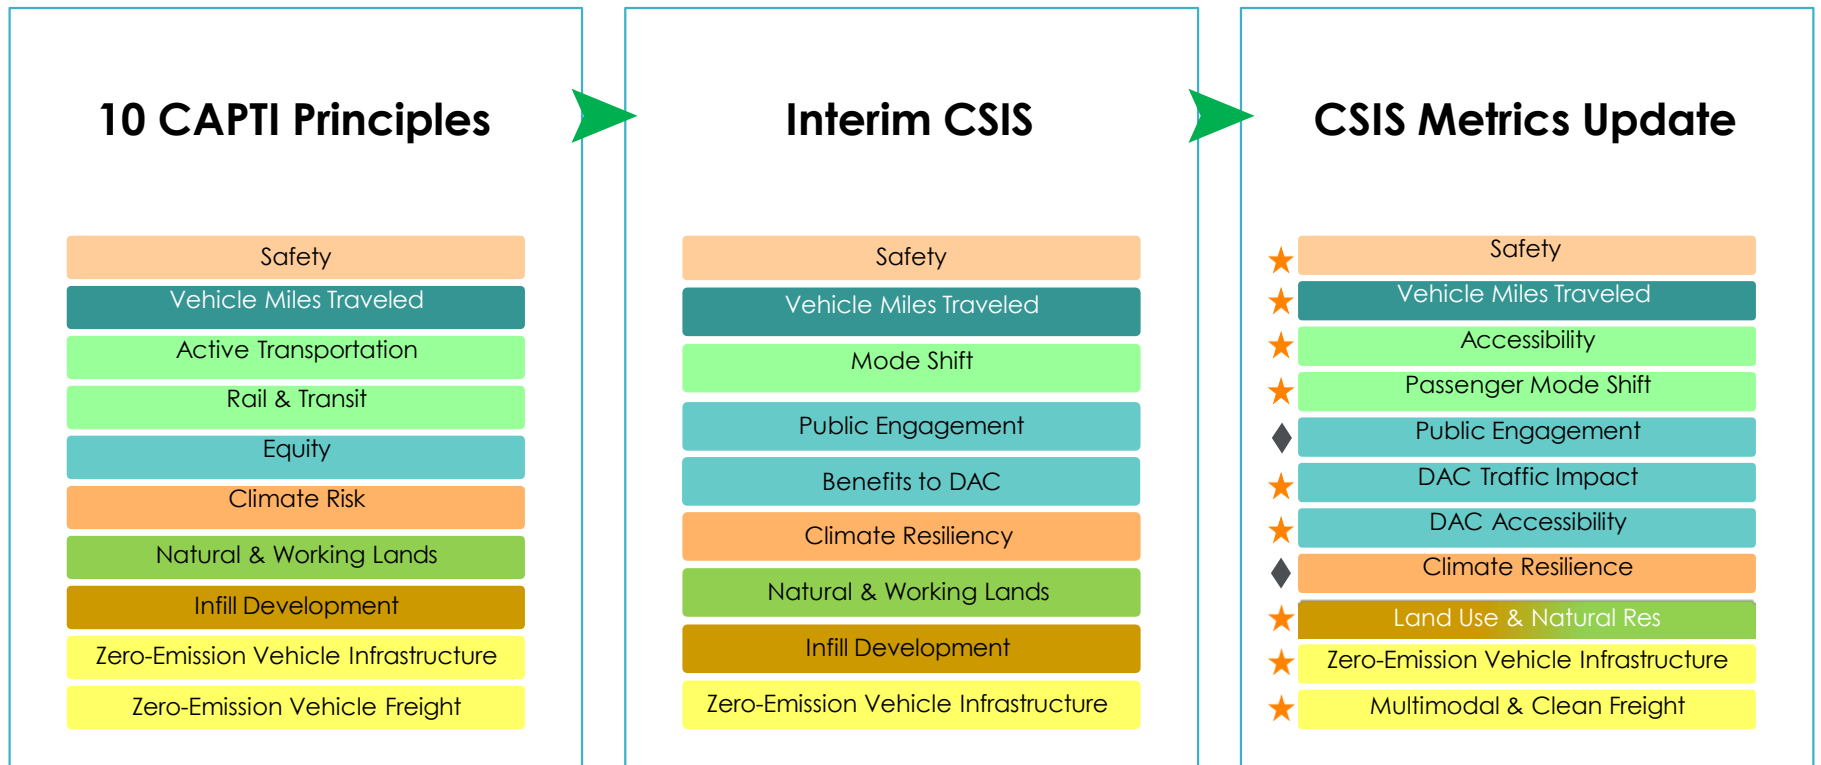 10 CAPTI Principles
Safety
Vehicle Miles Traveled
Active Transportation
Rail & Transit
Equity
Climate Risk
Natural & Working Lands
Infill Development
Zero-Emission Vehicle Infrastructure
Zero-Emission Vehicle Freight
Interim CSIS
Safety
Vehicle Miles Traveled
Mode Shift
Public Engagement
Benefits to DAC
Climate Resiliency
Natural & Working Lands
Infill Development
Zero-Emission Vehicle Infrastructure
CSIS Metrics Update
Safety
Vehicle Miles Traveled
Accessibility
Passenger Mode Shift
Public Engagement
DAC Traffic Impact
DAC Accessibility
Climate Resilience
Land Use & Natural Res
Zero-Emission Vehicle Infrastructure
Multimodal & Clean Freight